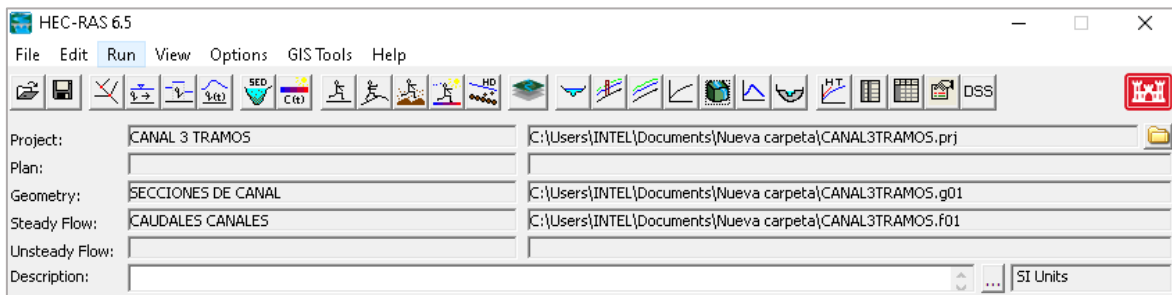 HEC-RAS 6.5
File Edit Run View Options GIS Tools Help
SED C(t) HD H.T. DSS
Project: CANAL 3 TRAMOS C:\Users\INTEL\Documents\Nueva carpeta\CANAL3TRAMOS.prj
Plan:
Geometry: SECCIONES DE CANAL C:\Users\INTEL\Documents\Nueva carpeta\CANAL3TRAMOS.g01
Steady Flow: CAUDALES CANALES C:\Users\INTEL\Documents\Nueva carpeta\CANAL3TRAMOS.f01
Unsteady Flow:
Description: ... SI Units